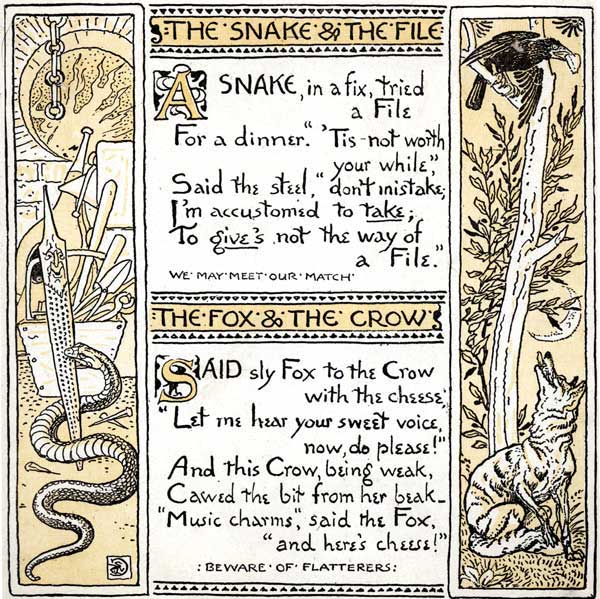 THE·SNAKE·&·THE·FILE
A SNAKE, in a fix, tried
a File
For a dinner. "'Tis not worth
your while,"
Said the steel, "don't mistake;
I'm accustomed to take;
To give's not the way of
a File."
WE·MAY·MEET·OUR·MATCH·
THE·FOX·&·THE·CROW
SAID sly Fox to the Crow
with the cheese,
"Let me hear your sweet voice,
now, do please!"
And this Crow, being weak,
Cawed the bit from her beak—
"Music charms", said the Fox,
"and here's cheese!"
:BEWARE·OF·FLATTERERS: